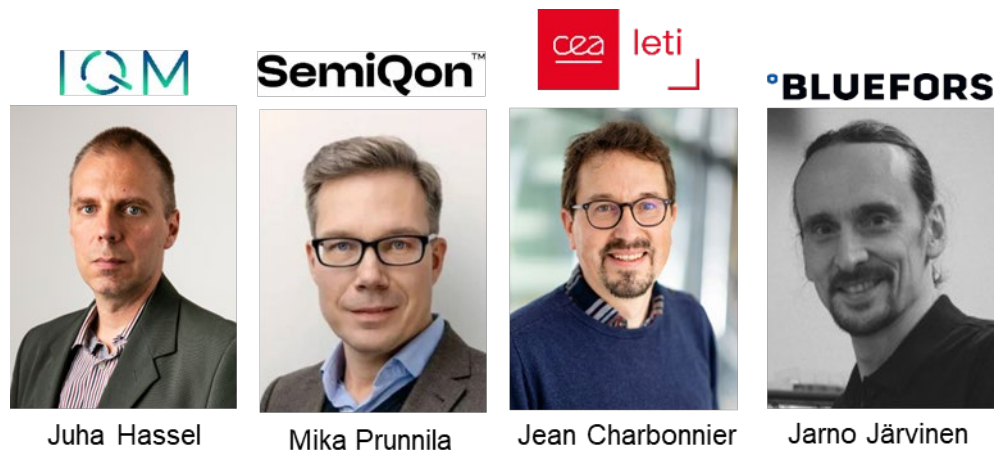 IQM
SemiQon™
cea leti
BLUEFORS
Juha Hassel
Mika Prunnila
Jean Charbonnier
Jarno Järvinen